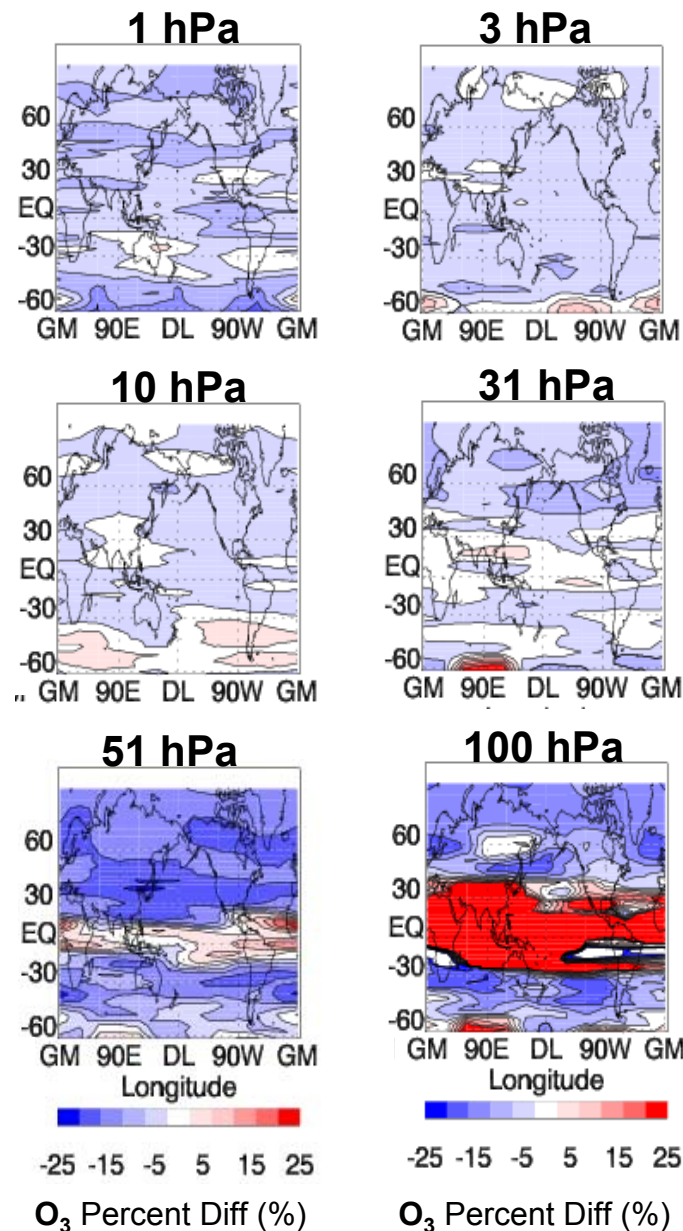 1 hPa
3 hPa
60
30
EQ
-30
-60
GM 90E DL 90W GM
60
30
EQ
-30
-60
GM 90E DL 90W GM
10 hPa
31 hPa
60
30
EQ
-30
-60
GM 90E DL 90W GM
60
30
EQ
-30
-60
GM 90E DL 90W GM
51 hPa
100 hPa
60
30
EQ
-30
-60
GM 90E DL 90W GM
Longitude
60
30
EQ
-30
-60
GM 90E DL 90W GM
Longitude
-25 -15 -5 5 15 25
-25 -15 -5 5 15 25
O₃ Percent Diff (%)
O₃ Percent Diff (%)